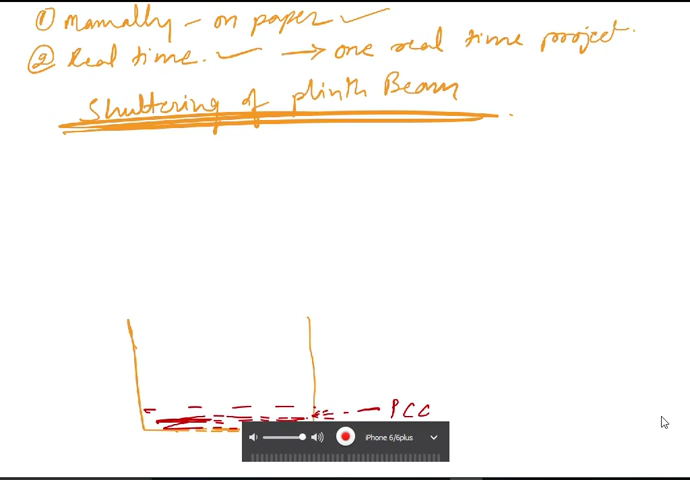 ① Manually - on paper
② Real time. → one real time project.
Shuttering of plinth Beam
PCC
iPhone 6/6plus